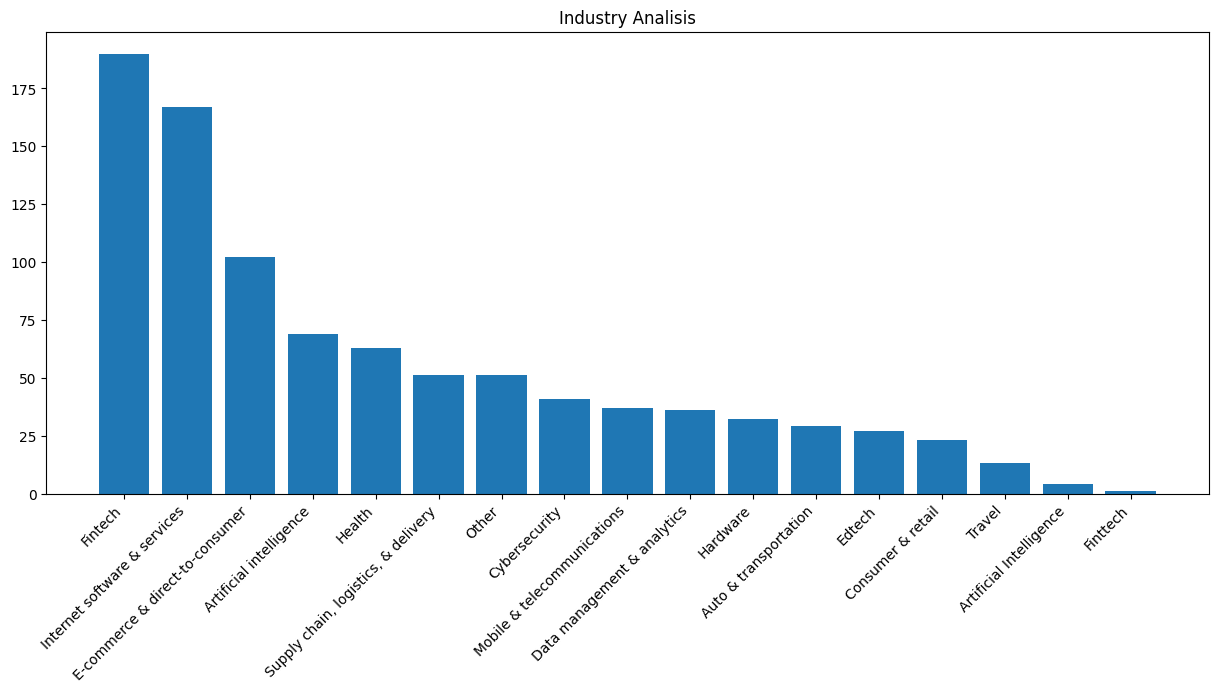 Industry Analisis
175
150
125
100
75
50
25
0
Fintech
Internet software & services
E-commerce & direct-to-consumer
Artificial intelligence
Health
Supply chain, logistics, & delivery
Other
Cybersecurity
Mobile & telecommunications
Data management & analytics
Hardware
Auto & transportation
Edtech
Consumer & retail
Travel
Artificial Intelligence
Finttech